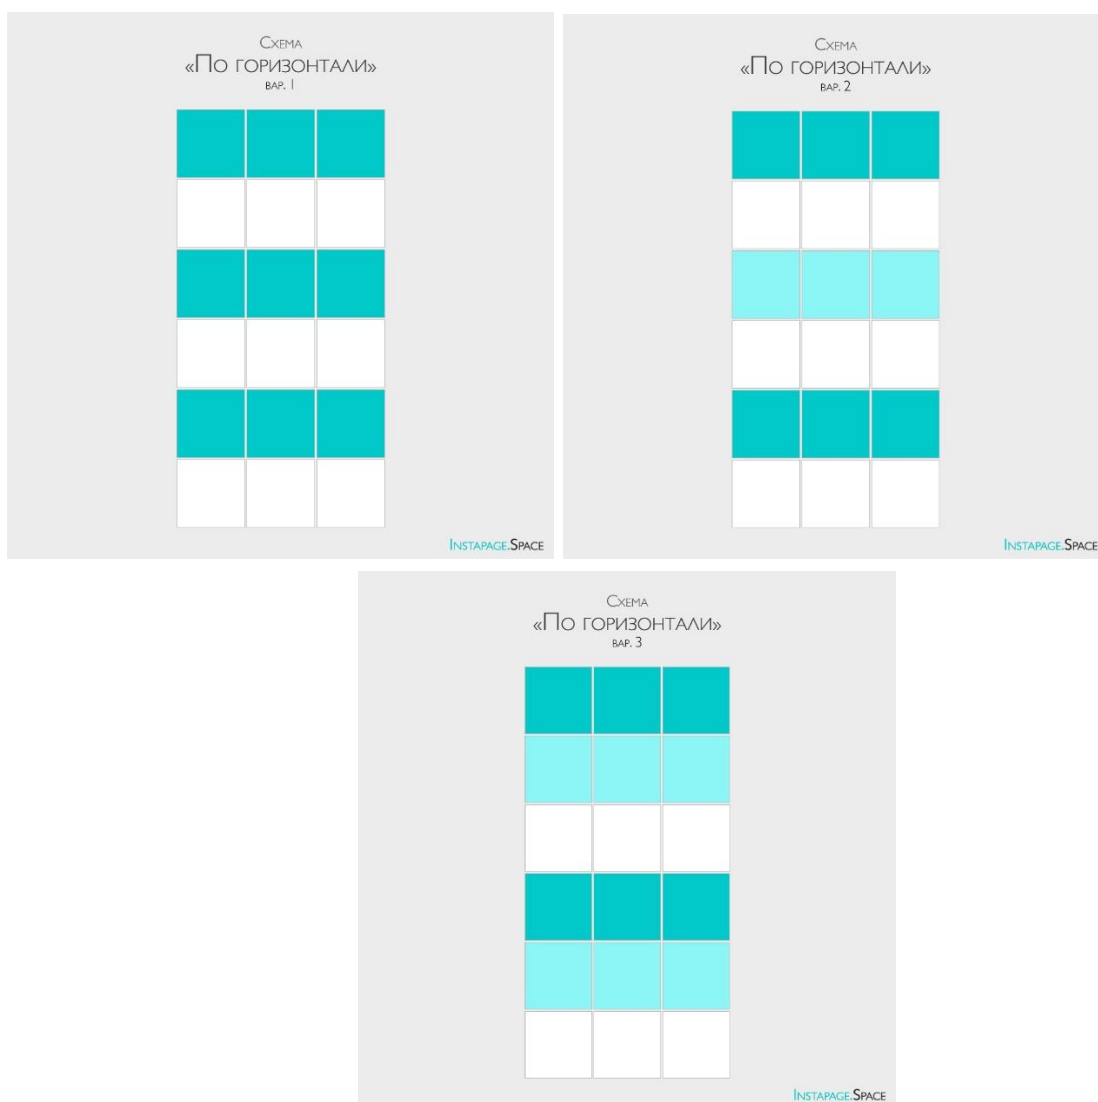 Схема
«По горизонтали»
вар. 1
Instapage.Space
Схема
«По горизонтали»
вар. 2
Instapage.Space
Схема
«По горизонтали»
вар. 3
Instapage.Space